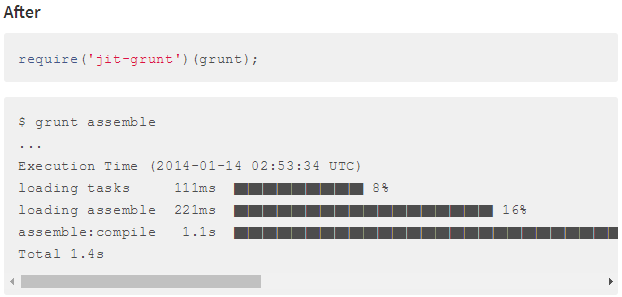 After
require('jit-grunt')(grunt);
$ grunt assemble
...
Execution Time (2014-01-14 02:53:34 UTC)
loading tasks 111ms 8%
loading assemble 221ms 16%
assemble:compile 1.1s
Total 1.4s